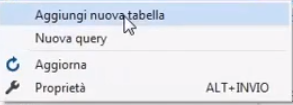 Aggiungi nuova tabella
Nuova query
Aggiorna
Proprietà ALT+INVIO